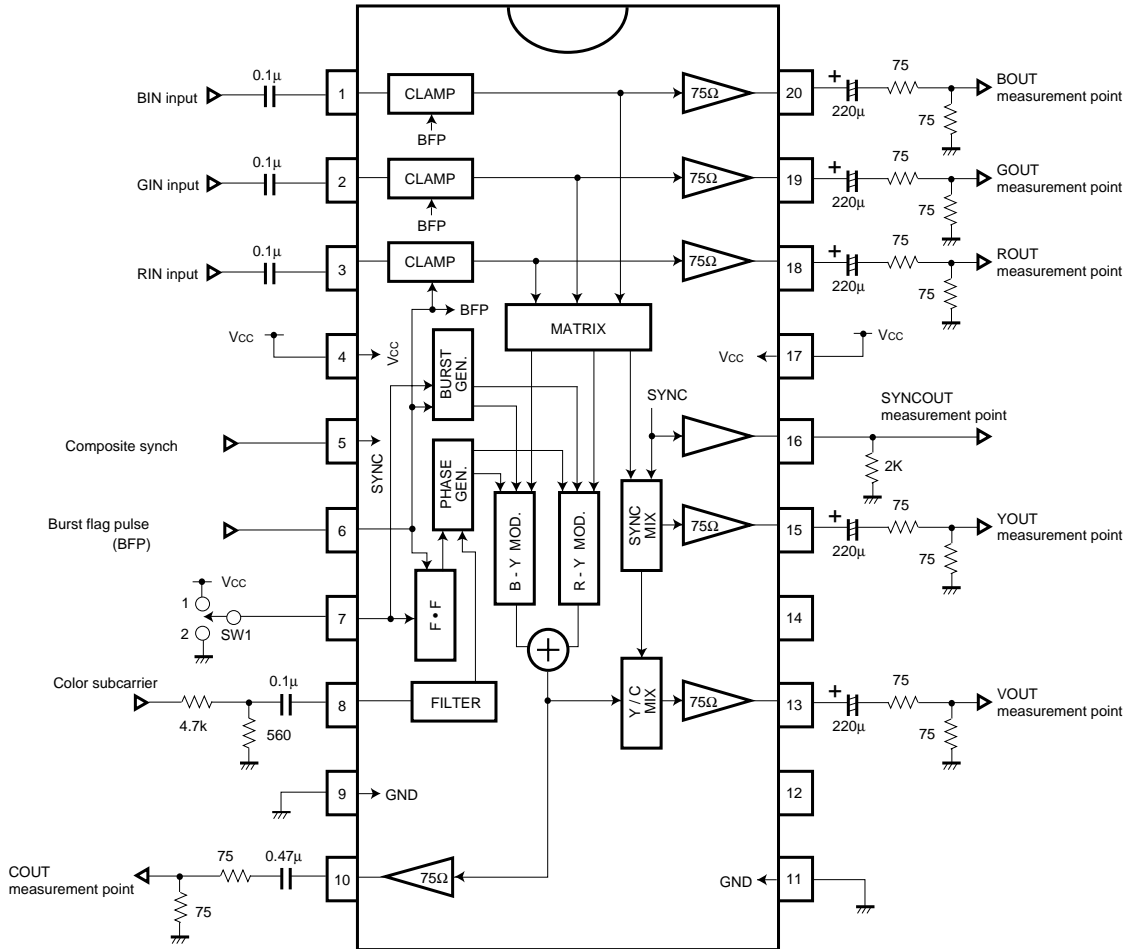 BIN input
0.1μ
1
CLAMP
BFP
75Ω
20
+
220μ
75
75
BOUT
measurement point
GIN input
0.1μ
2
CLAMP
BFP
75Ω
19
+
220μ
75
75
GOUT
measurement point
RIN input
0.1μ
3
CLAMP
BFP
75Ω
18
+
220μ
75
75
ROUT
measurement point
MATRIX
Vcc
4
Vcc
BURST
GEN.
Vcc
17
Vcc
Composite synch
5
SYNC
SYNC
16
SYNCOUT
measurement point
2K
PHASE
GEN.
Burst flag pulse
(BFP)
6
B - Y MOD.
R - Y MOD.
SYNC
MIX
75Ω
15
+
220μ
75
75
YOUT
measurement point
Vcc
1
2
SW1
7
F • F
14
Color subcarrier
4.7k
560
0.1μ
8
FILTER
+
Y / C
MIX
75Ω
13
+
220μ
75
75
VOUT
measurement point
9
GND
12
COUT
measurement point
75
75
0.47μ
10
75Ω
GND
11